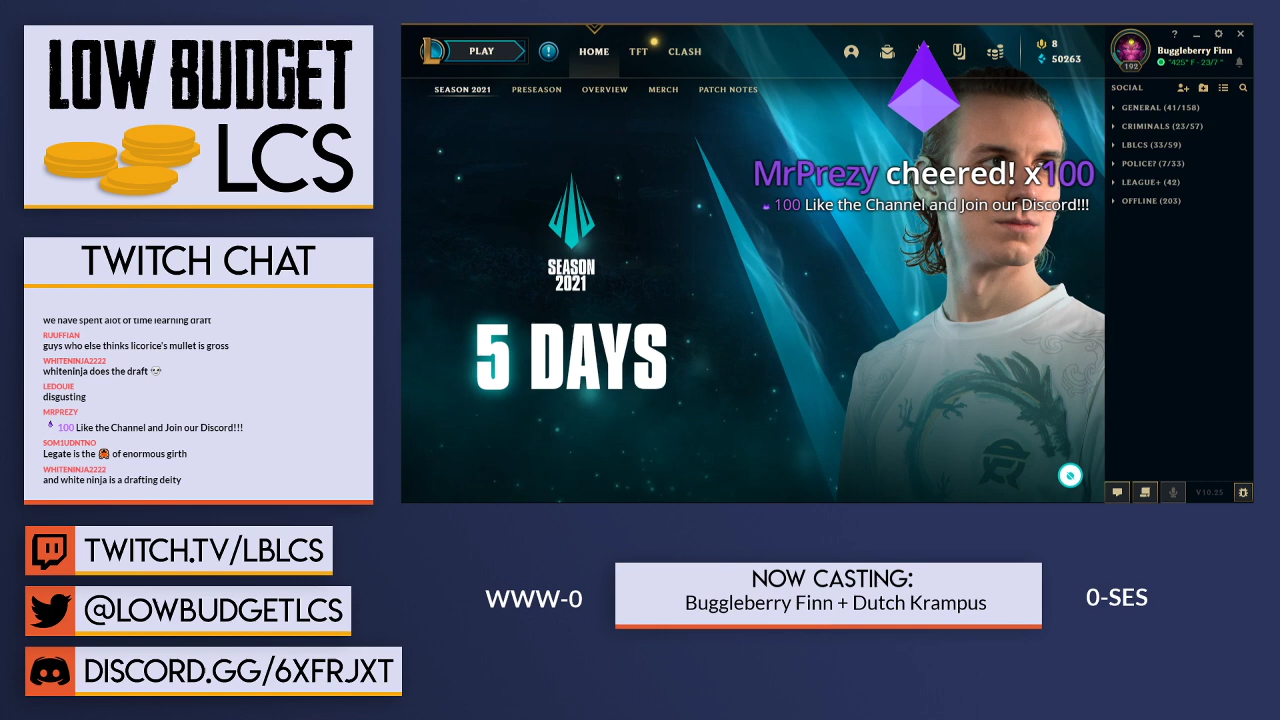 LOW BUDGET
LCS
TWITCH CHAT
we have spent alot of time learning draft
RUUFFIAN
guys who else thinks licorice's mullet is gross
WHITENINJA2222
whiteninja does the draft
LEDOUIE
disgusting
MRPREZY
100 Like the Channel and Join our Discord!!!
SOM1UDNTNO
Legate is the of enormous girth
WHITENINJA2222
and white ninja is a drafting deity
TWITCH.TV/LBLCS
@LOWBUDGETLCS
DISCORD.GG/6XFRJXT
PLAY
HOME
TFT
CLASH
8
50263
192
Buggleberry Finn
"425" F - 23/7 "
SEASON 2021
PRESEASON
OVERVIEW
MERCH
PATCH NOTES
SOCIAL
GENERAL (41/158)
CRIMINALS (23/57)
LBLCS (33/59)
POLICE? (7/33)
LEAGUE+ (42)
OFFLINE (203)
MrPrezy cheered! x100
100 Like the Channel and Join our Discord!!!
SEASON
2021
5 DAYS
V10.25
WWW-0
NOW CASTING:
Buggleberry Finn + Dutch Krampus
0-SES